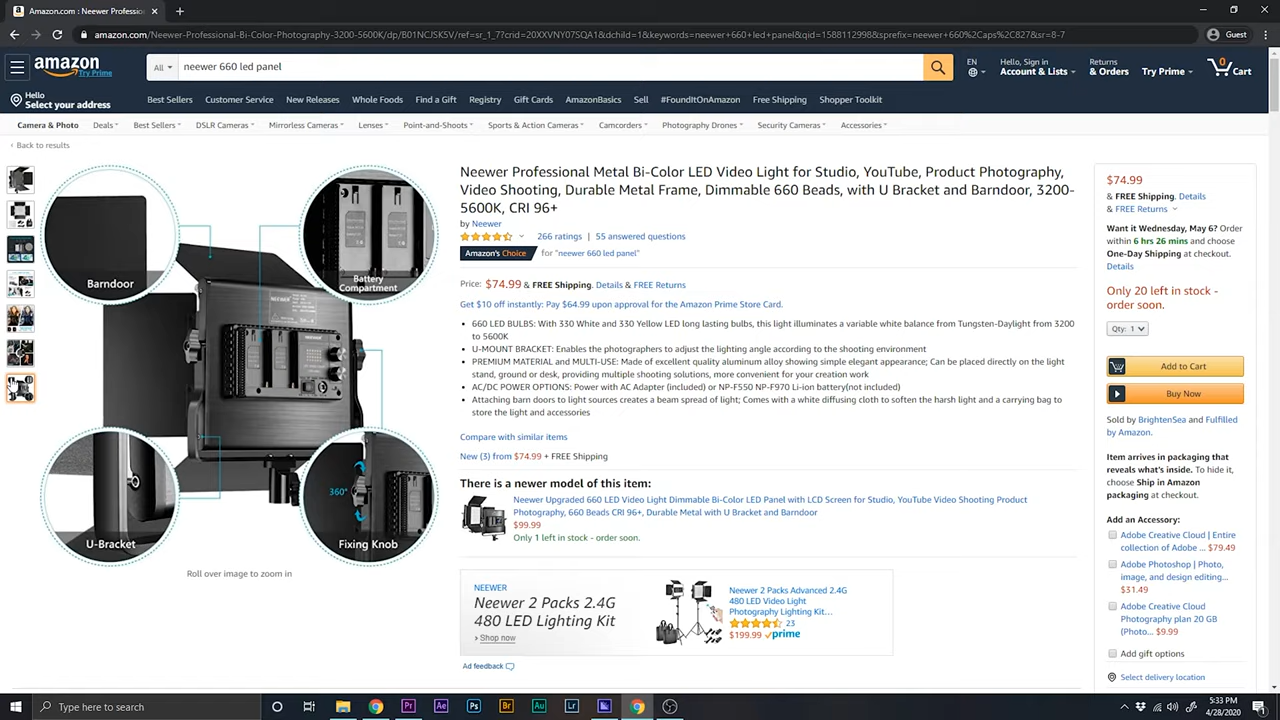 Amazon.com: Neewer Professional
amazon.com/Neewer-Professional-Metal-Bi-Color-Photography-3200-5600K/dp/B01NCJSK5V/ref=sr_1_7?crid=20XXVNY07SQA1&dchild=1&keywords=neewer+660+led+panel&qid=1588112998&sprefix=neewer+660%2Caps%2C827&sr=8-7
Guest
amazon
Try Prime
All
neewer 660 led panel
EN
Hello, Sign in
Account & Lists
Returns
& Orders
Try Prime
0
Cart
Hello
Select your address
Best Sellers
Customer Service
New Releases
Whole Foods
Find a Gift
Registry
Gift Cards
AmazonBasics
Sell
#FoundItOnAmazon
Free Shipping
Shopper Toolkit
Camera & Photo
Deals
Best Sellers
DSLR Cameras
Mirrorless Cameras
Lenses
Point-and-Shoots
Sports & Action Cameras
Camcorders
Photography Drones
Security Cameras
Accessories
‹ Back to results
Barndoor
Battery
Compartment
NEEWER
U-Bracket
360°
Fixing Knob
Roll over image to zoom in
Neewer Professional Metal Bi-Color LED Video Light for Studio, YouTube, Product Photography,
Video Shooting, Durable Metal Frame, Dimmable 660 Beads, with U Bracket and Barndoor, 3200-
5600K, CRI 96+
by Neewer
266 ratings | 55 answered questions
Amazon's Choice for "neewer 660 led panel"
Price: $74.99 & FREE Shipping. Details & FREE Returns
Get $10 off instantly: Pay $64.99 upon approval for the Amazon Prime Store Card.
• 660 LED BULBS: With 330 White and 330 Yellow LED long lasting bulbs, this light illuminates a variable white balance from Tungsten-Daylight from 3200
to 5600K
• U-MOUNT BRACKET: Enables the photographers to adjust the lighting angle according to the shooting environment
• PREMIUM MATERIAL and MULTI-USE: Made of excellent quality aluminum alloy showing simple elegant appearance; Can be placed directly on the light
stand, ground or desk, providing multiple shooting solutions, more convenient for your creation work
• AC/DC POWER OPTIONS: Power with AC Adapter (included) or NP-F550 NP-F970 Li-ion battery(not included)
• Attaching barn doors to light sources creates a beam spread of light; Comes with a white diffusing cloth to soften the harsh light and a carrying bag to
store the light and accessories
Compare with similar items
New (3) from $74.99 + FREE Shipping
There is a newer model of this item:
Neewer Upgraded 660 LED Video Light Dimmable Bi-Color LED Panel with LCD Screen for Studio, YouTube Video Shooting Product
Photography, 660 Beads CRI 96+, Durable Metal with U Bracket and Barndoor
$99.99
Only 1 left in stock - order soon.
NEEWER
Neewer 2 Packs 2.4G
480 LED Lighting Kit
› Shop now
Neewer 2 Packs Advanced 2.4G
480 LED Video Light
Photography Lighting Kit...
23
$199.99 prime
Ad feedback
$74.99
& FREE Shipping. Details
& FREE Returns
Want it Wednesday, May 6? Order
within 6 hrs 26 mins and choose
One-Day Shipping at checkout.
Details
Only 20 left in stock -
order soon.
Qty: 1
Add to Cart
Buy Now
Sold by BrightenSea and Fulfilled
by Amazon.
Item arrives in packaging that
reveals what's inside. To hide it,
choose Ship in Amazon
packaging at checkout.
Add an Accessory:
Adobe Creative Cloud | Entire
collection of Adobe ... $79.49
Adobe Photoshop | Photo,
image, and design editing...
$31.49
Adobe Creative Cloud
Photography plan 20 GB
(Photo... $9.99
Add gift options
Select delivery location
Type here to search
Pr
Ae
Ps
Br
Au
Lr
5:33 PM
4/28/2020